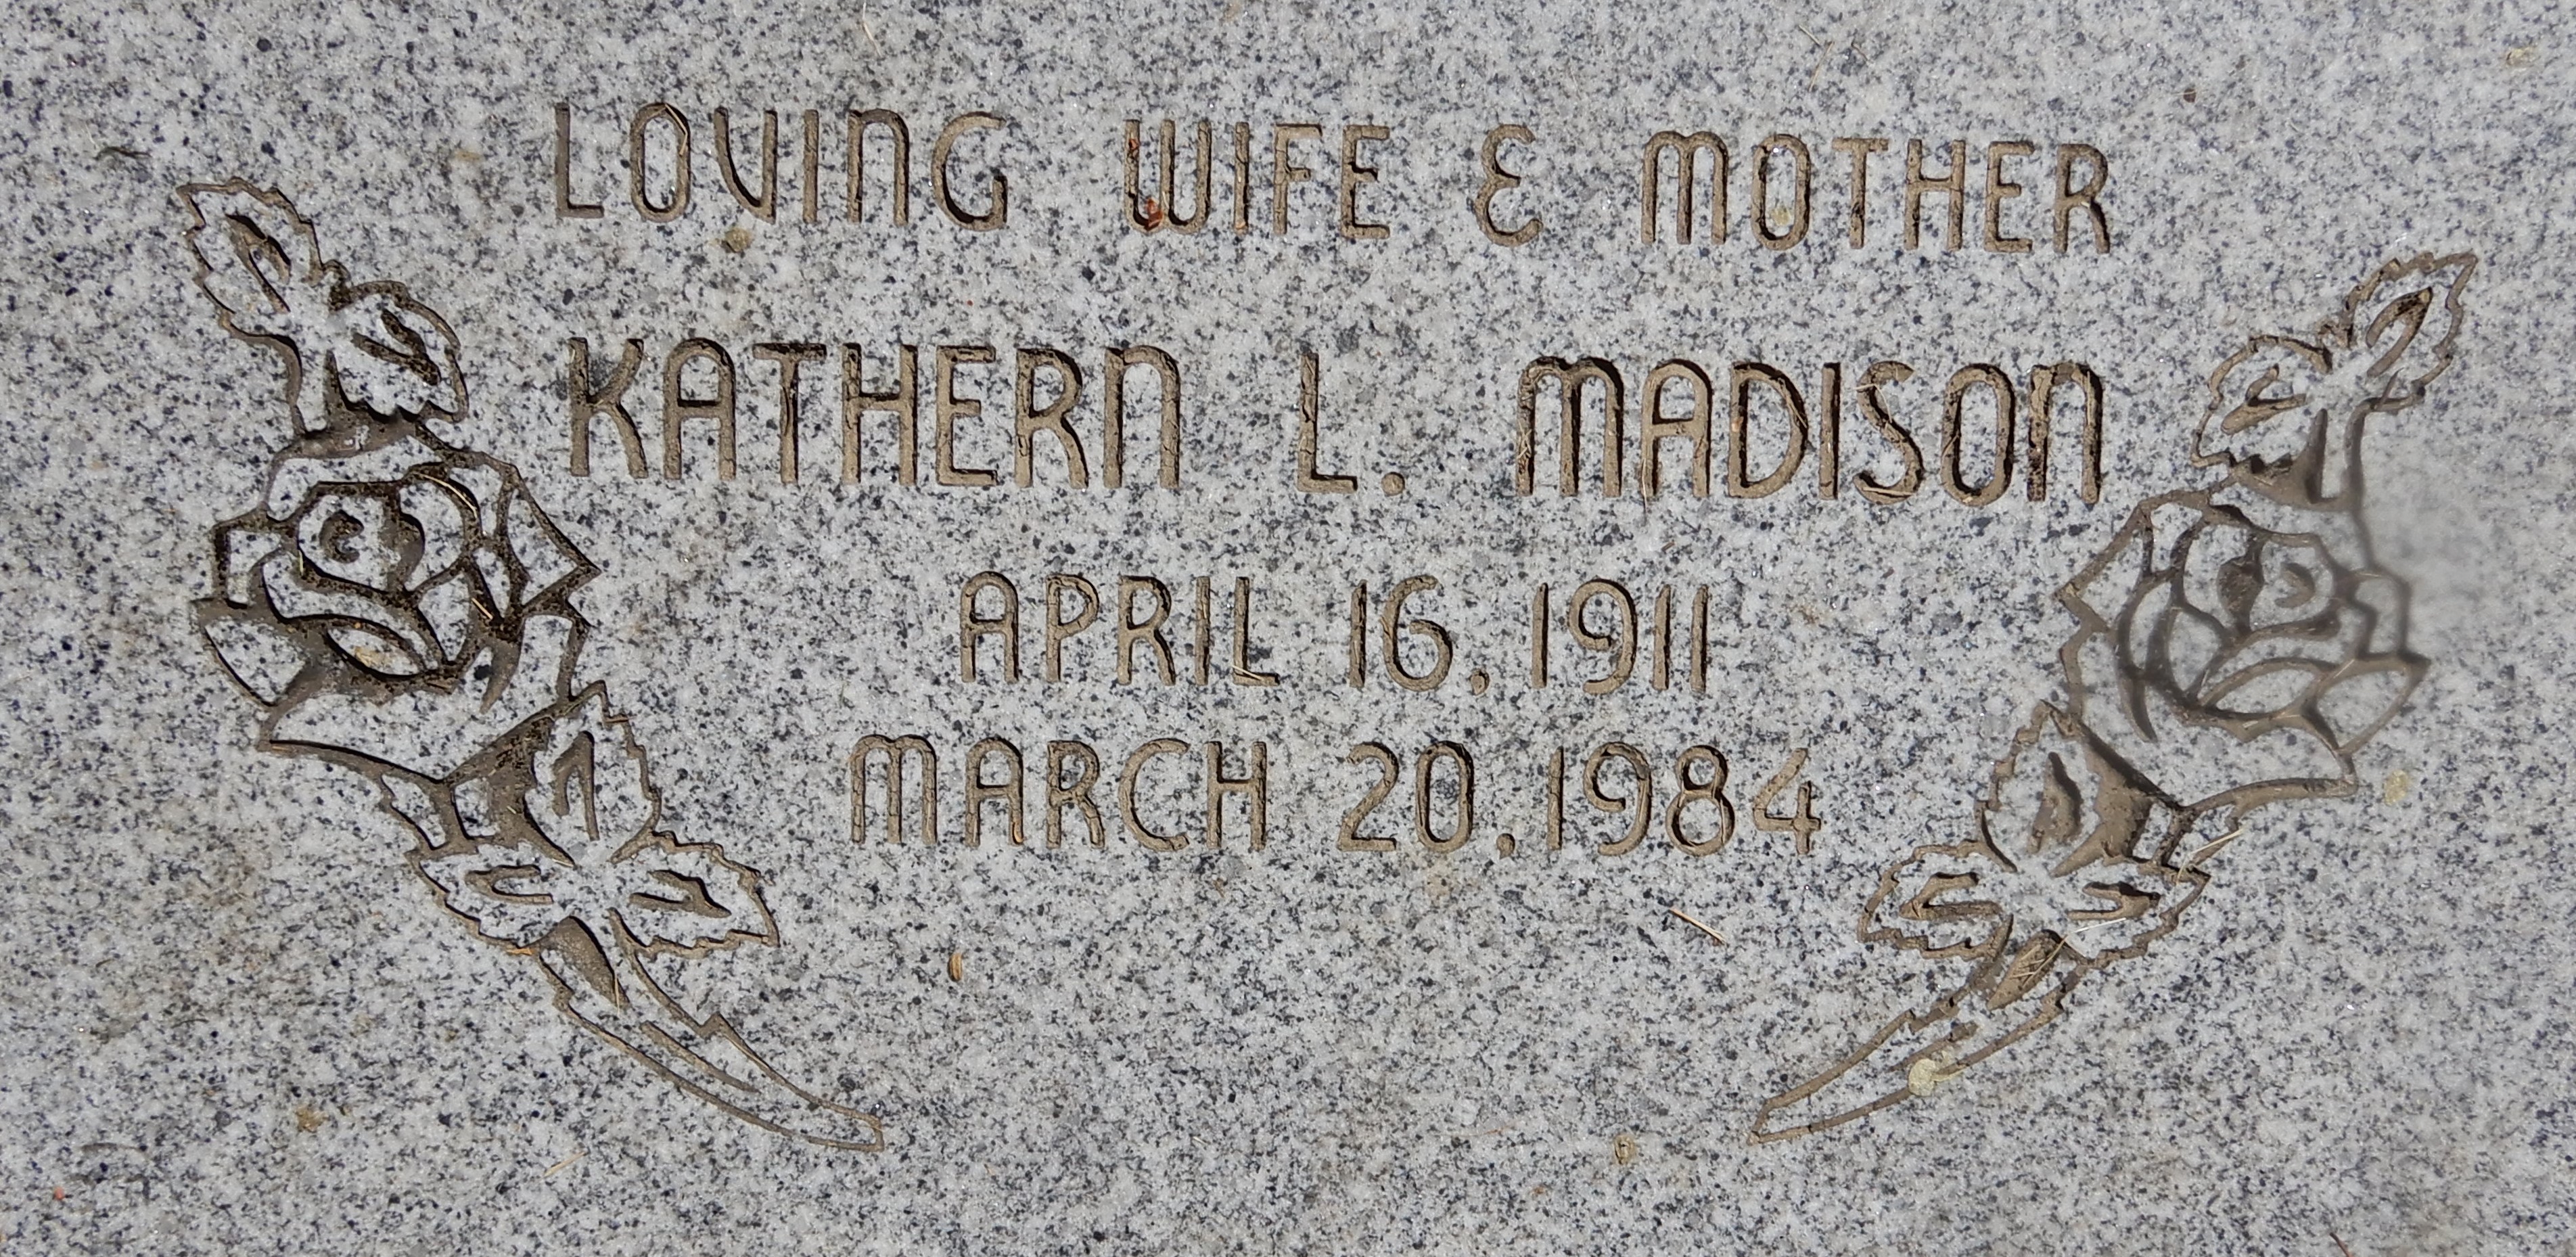 LOVING WIFE & MOTHER
KATHERN L. MADISON
APRIL 16, 1911
MARCH 20, 1984